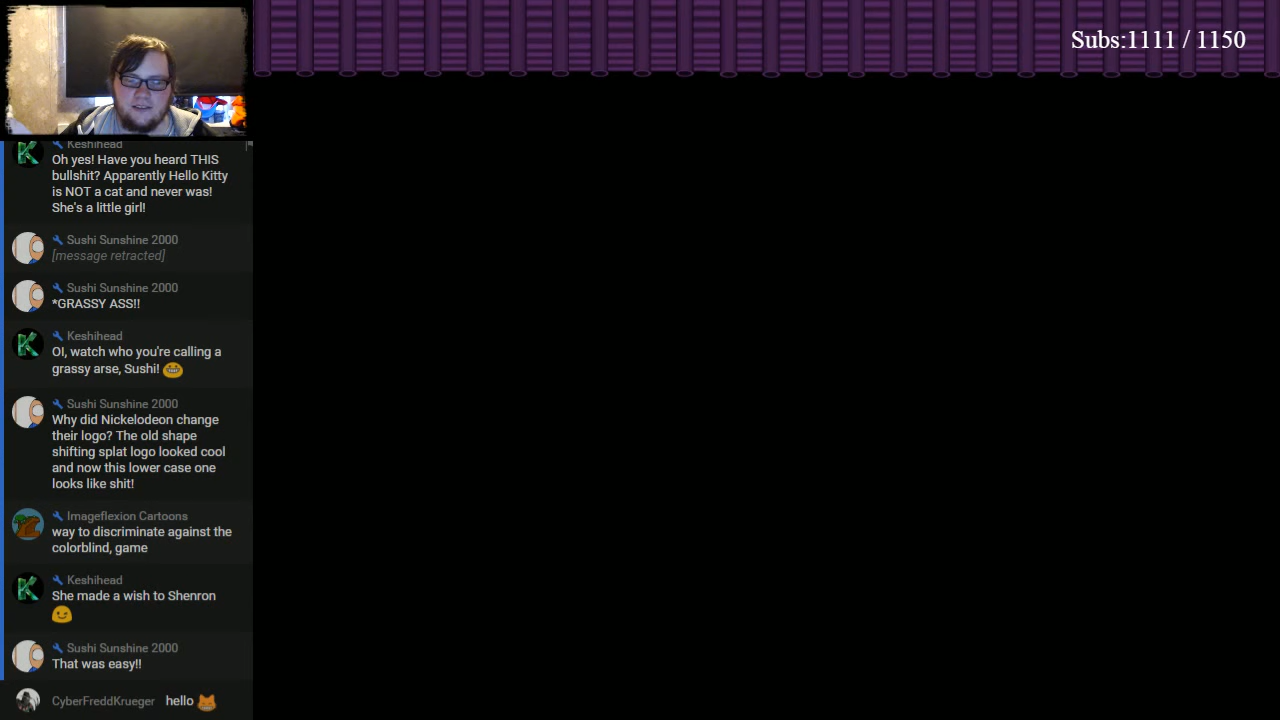 Subs:1111 / 1150
Keshihead
Oh yes! Have you heard THIS
bullshit? Apparently Hello Kitty
is NOT a cat and never was!
She's a little girl!
Sushi Sunshine 2000
[message retracted]
Sushi Sunshine 2000
*GRASSY ASS!!
Keshihead
OI, watch who you're calling a
grassy arse, Sushi!
Sushi Sunshine 2000
Why did Nickelodeon change
their logo? The old shape
shifting splat logo looked cool
and now this lower case one
looks like shit!
Imageflexion Cartoons
way to discriminate against the
colorblind, game
Keshihead
She made a wish to Shenron
Sushi Sunshine 2000
That was easy!!
CyberFreddKrueger hello